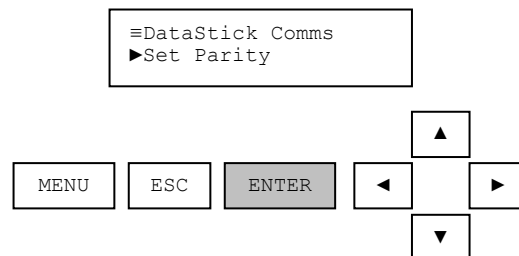 ≡DataStick Comms
►Set Parity
▲
MENU ESC ENTER ◄ ►
▼